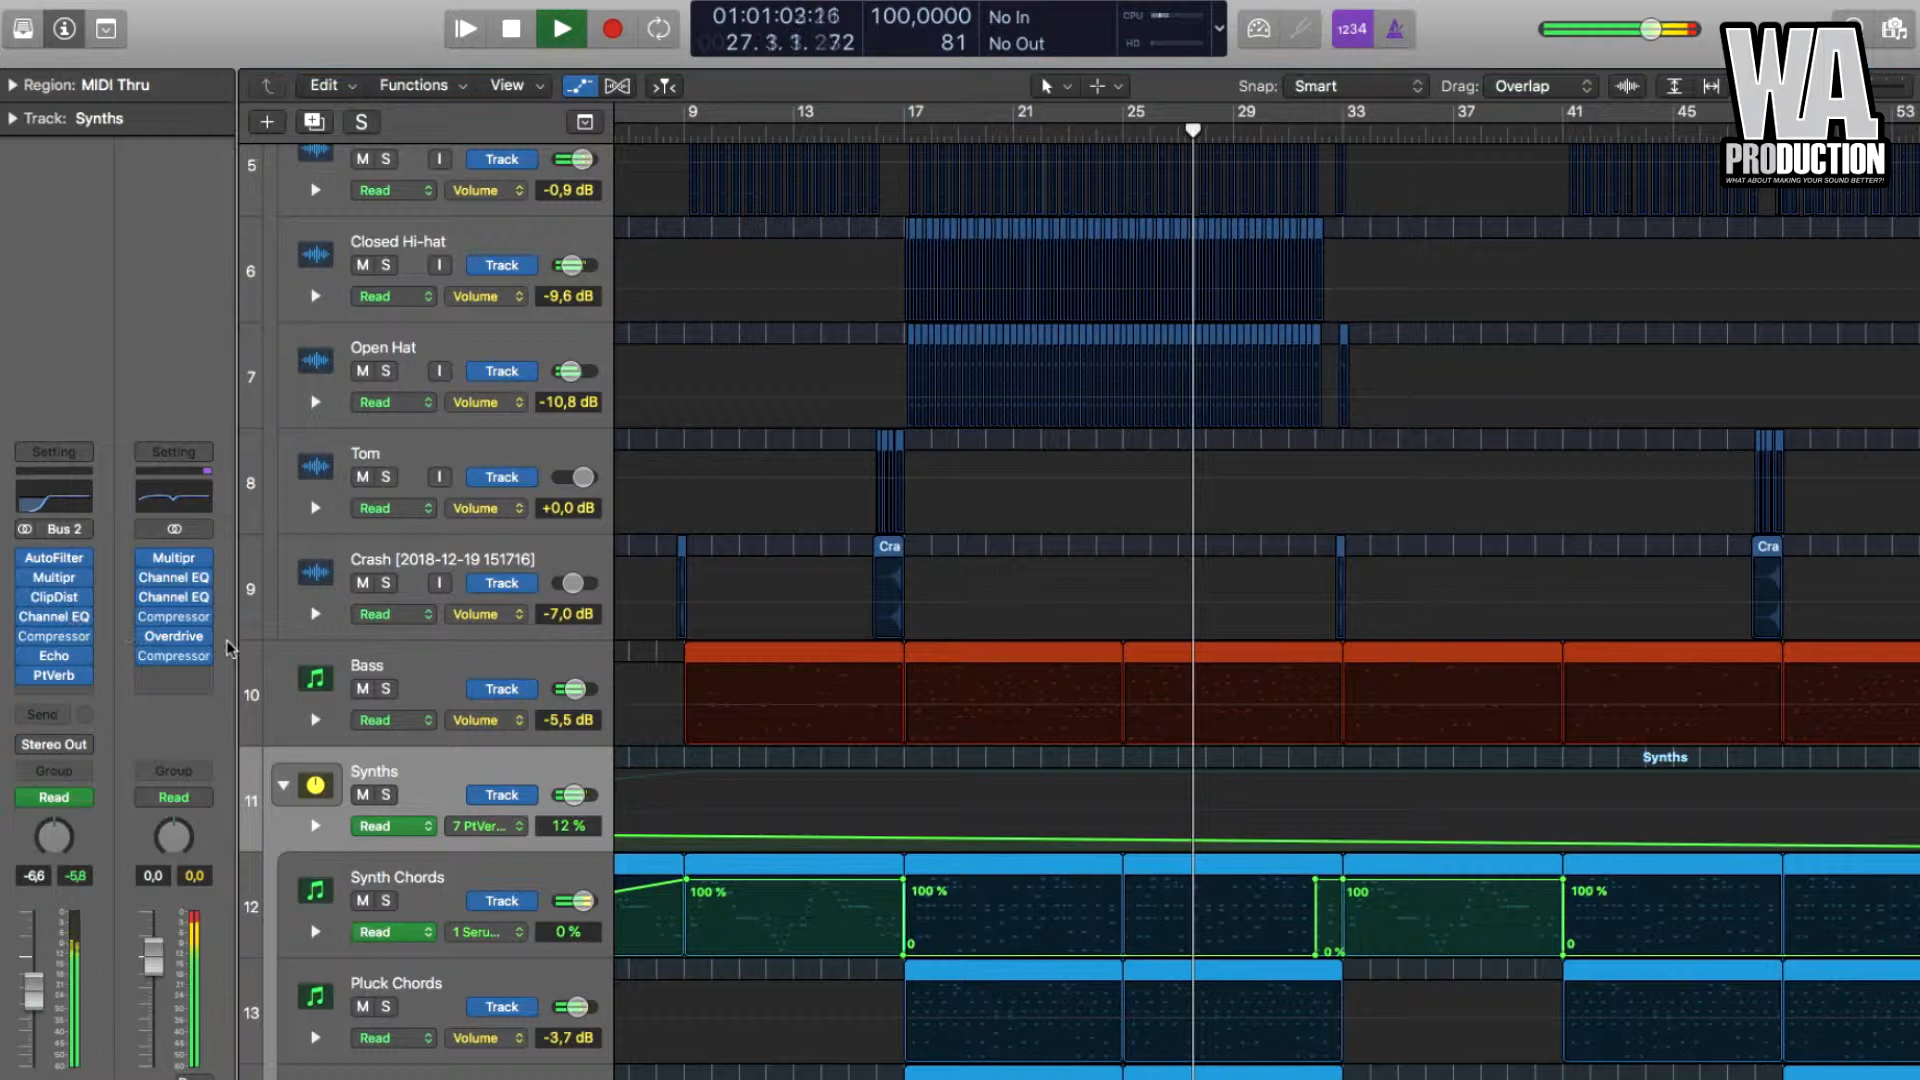 01:01:03:26
27. 3. 1. 272
100,0000
81
No In
No Out
CPU
HD
1234
WA
PRODUCTION
WHAT ABOUT MAKING YOUR SOUND BETTER?!
Region: MIDI Thru
Track: Synths
Edit
Functions
View
Snap: Smart
Drag: Overlap
S
9 13 17 21 25 29 33 37 41 45 53
5
M S I Track
Read Volume -0,9 dB
6
Closed Hi-hat
M S I Track
Read Volume -9,6 dB
7
Open Hat
M S I Track
Read Volume -10,8 dB
8
Tom
M S I Track
Read Volume +0,0 dB
9
Crash [2018-12-19 151716]
M S I Track
Read Volume -7,0 dB
Cra
Cra
10
Bass
M S Track
Read Volume -5,5 dB
11
Synths
M S Track
Read 7 PtVer... 12 %
Synths
12
Synth Chords
M S Track
Read 1 Seru... 0 %
100 %
100 %
0
0 %
100
100 %
0
13
Pluck Chords
M S Track
Read Volume -3,7 dB
Setting
Bus 2
AutoFilter
Multipr
ClipDist
Channel EQ
Compressor
Echo
PtVerb
Send
Stereo Out
Group
Read
-6,6 -5,8
Setting
Multipr
Channel EQ
Channel EQ
Compressor
Overdrive
Compressor
Group
Read
0,0 0,0